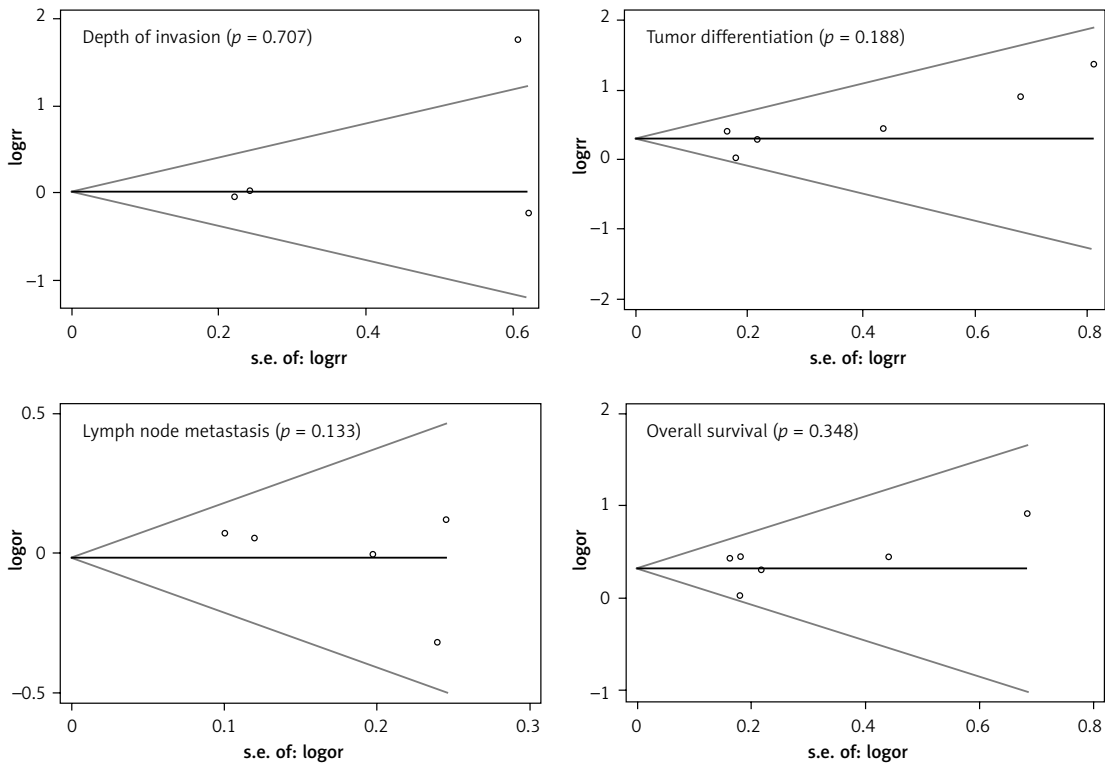 Depth of invasion (p = 0.707)
2
1
0
−1
logrr
0
0.2
0.4
0.6
s.e. of: logrr
Tumor differentiation (p = 0.188)
2
1
0
−1
−2
logrr
0
0.2
0.4
0.6
0.8
s.e. of: logrr
Lymph node metastasis (p = 0.133)
0.5
0
−0.5
logor
0
0.1
0.2
0.3
s.e. of: logor
Overall survival (p = 0.348)
2
1
0
−1
logor
0
0.2
0.4
0.6
0.8
s.e. of: logor